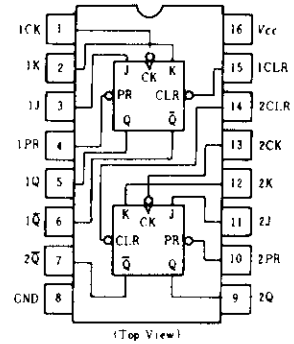 1CK 1
1K 2
1J 3
1PR 4
1Q 5
1Q̅ 6
2Q̅ 7
GND 8
16 Vcc
15 1CLR
14 2CLR
13 2CK
12 2K
11 2J
10 2PR
9 2Q
J CK K
PR CLR
Q Q̅
K CK J
CLR PR
Q̅ Q
(Top View)